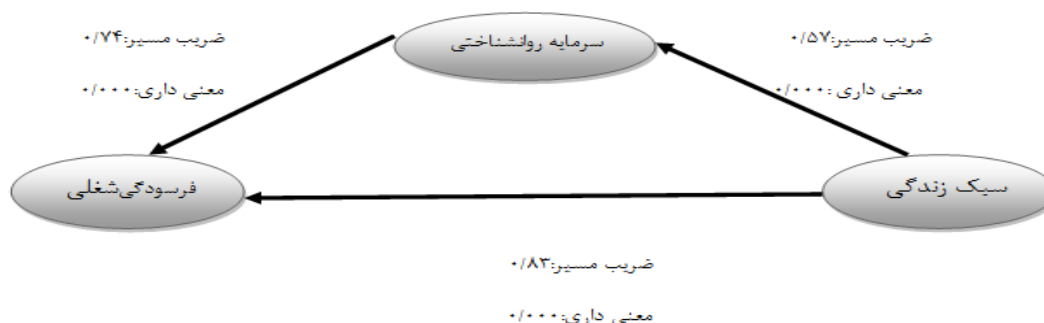 سرمایه روانشناختی
ضریب مسیر:۰/۵۷
معنی داری :۰/۰۰۰
ضریب مسیر:۰/۷۴
معنی داری:۰/۰۰۰
سبک زندگی
فرسودگی‌شغلی
ضریب مسیر:۰/۸۳
معنی داری:۰/۰۰۰